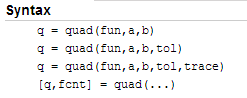 Syntax
q = quad(fun,a,b)
q = quad(fun,a,b,tol)
q = quad(fun,a,b,tol,trace)
[q,fcnt] = quad(...)